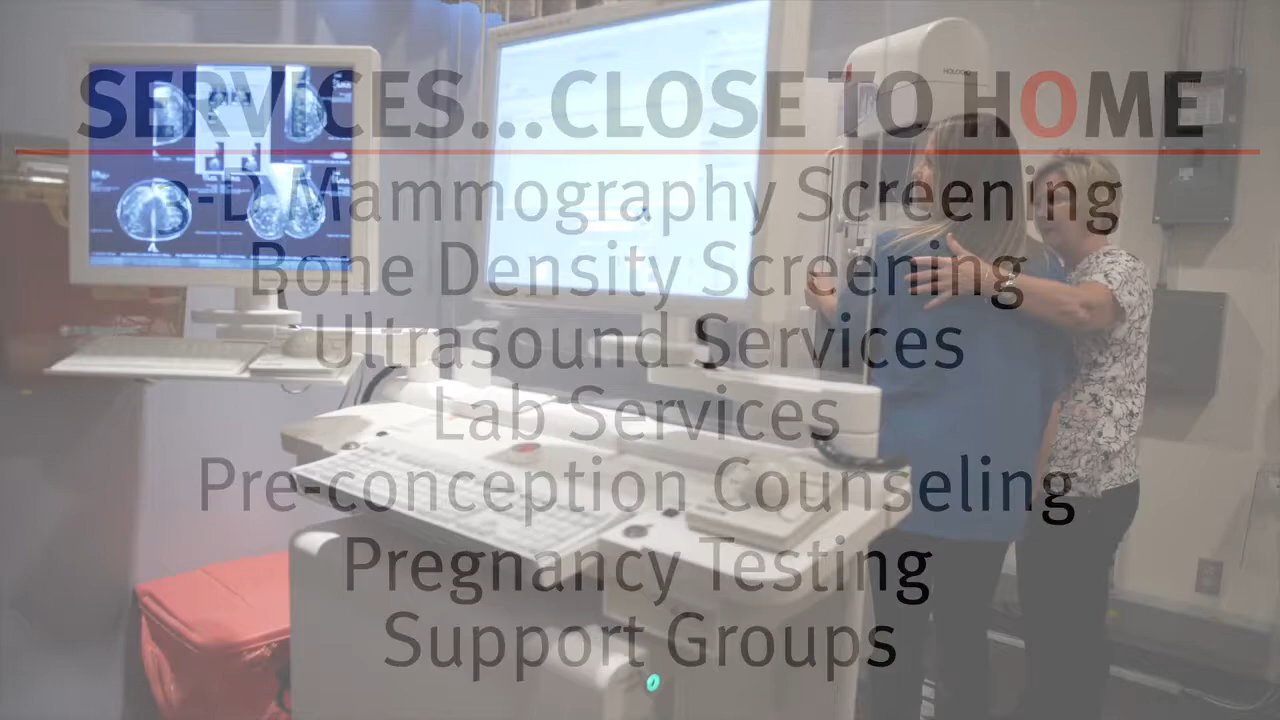 SERVICES...CLOSE TO HOME
3-D Mammography Screening
Bone Density Screening
Ultrasound Services
Lab Services
Pre-conception Counseling
Pregnancy Testing
Support Groups
HOLOGIC